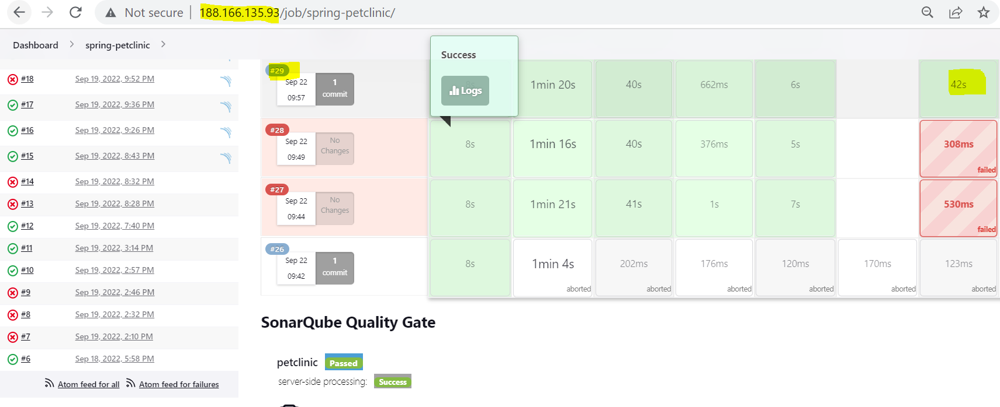 Not secure | 188.166.135.93/job/spring-petclinic/
Dashboard > spring-petclinic >
#18 Sep 19, 2022, 9:52 PM
#17 Sep 19, 2022, 9:36 PM
#16 Sep 19, 2022, 9:26 PM
#15 Sep 19, 2022, 8:43 PM
#14 Sep 19, 2022, 8:32 PM
#13 Sep 19, 2022, 8:28 PM
#12 Sep 19, 2022, 7:40 PM
#11 Sep 19, 2022, 3:14 PM
#10 Sep 19, 2022, 2:57 PM
#9 Sep 19, 2022, 2:46 PM
#8 Sep 19, 2022, 2:32 PM
#7 Sep 19, 2022, 2:10 PM
#6 Sep 18, 2022, 5:58 PM
Atom feed for all Atom feed for failures
Success
Logs
#29
Sep 22
09:57
1
commit
8s
1min 20s
40s
662ms
6s
42s
#28
Sep 22
09:49
No
Changes
8s
1min 16s
40s
376ms
5s
308ms
failed
#27
Sep 22
09:44
No
Changes
8s
1min 21s
41s
1s
7s
530ms
failed
#26
Sep 22
09:42
1
commit
8s
1min 4s
aborted
202ms
aborted
176ms
aborted
120ms
aborted
170ms
aborted
123ms
aborted
SonarQube Quality Gate
petclinic Passed
server-side processing: Success